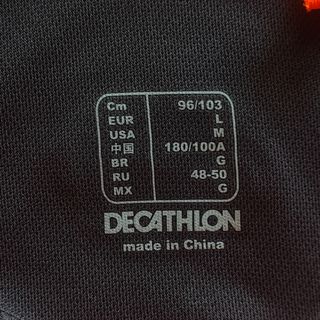 Cm 96/103
EUR L
USA M
中国 180/100A
BR G
RU 48-50
MX G
DECATHLON
made in China